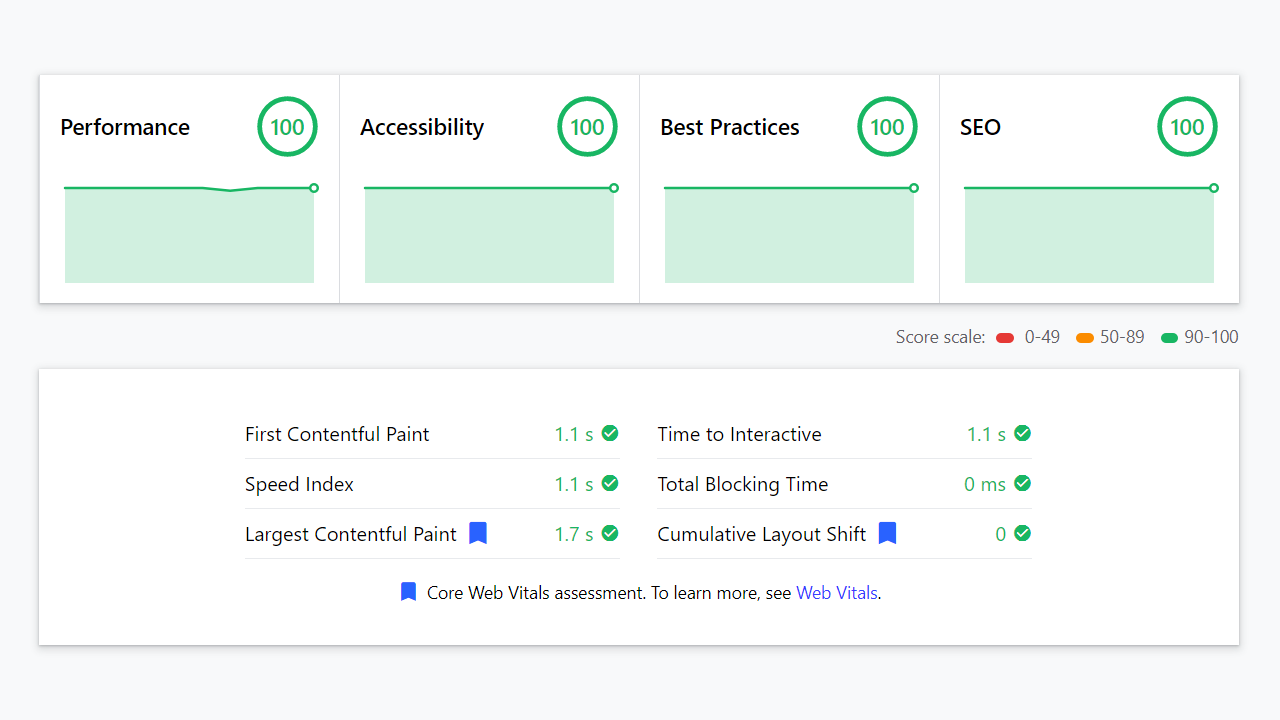 Performance 100 Accessibility 100 Best Practices 100 SEO 100
Score scale: 0-49 50-89 90-100
First Contentful Paint 1.1 s Time to Interactive 1.1 s
Speed Index 1.1 s Total Blocking Time 0 ms
Largest Contentful Paint 1.7 s Cumulative Layout Shift 0
Core Web Vitals assessment. To learn more, see Web Vitals.